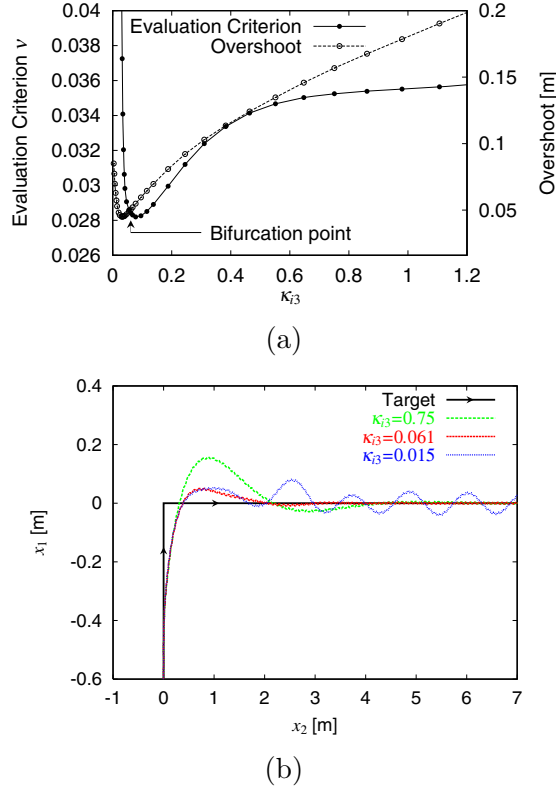 Evaluation Criterion ν
0.04
0.038
0.036
0.034
0.032
0.03
0.028
0.026
Evaluation Criterion
Overshoot
Bifurcation point
0.2
0.15
0.1
0.05
Overshoot [m]
0 0.2 0.4 0.6 0.8 1 1.2
κi3
(a)
x1 [m]
0.4
0.2
0
-0.2
-0.4
-0.6
Target
κi3=0.75
κi3=0.061
κi3=0.015
-1 0 1 2 3 4 5 6 7
x2 [m]
(b)